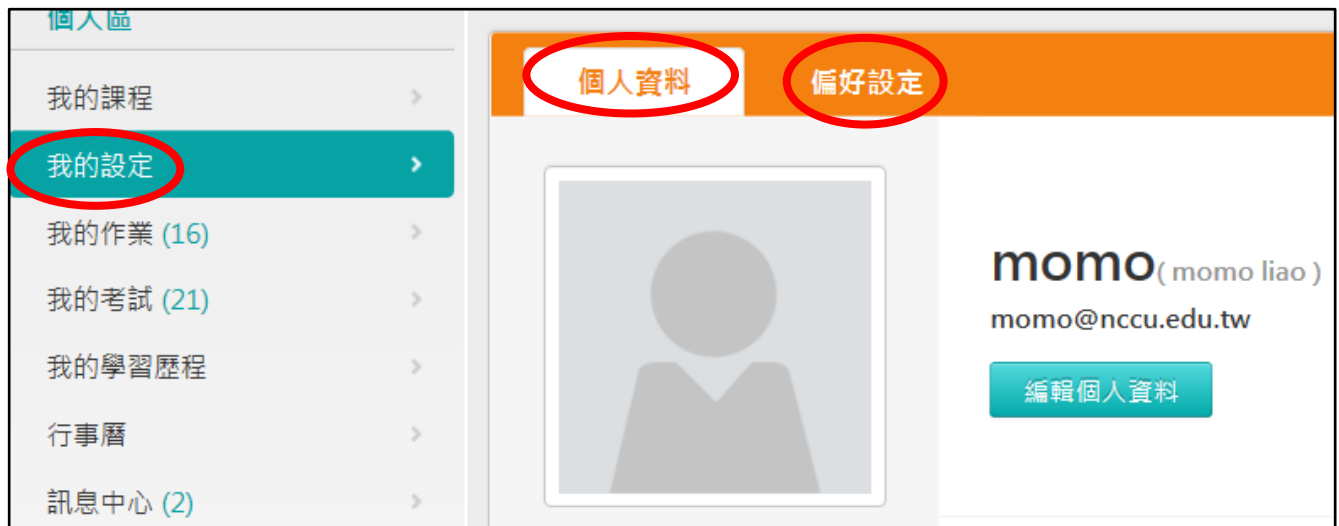 個人區
我的課程
我的設定
我的作業 (16)
我的考試 (21)
我的學習歷程
行事曆
訊息中心 (2)
個人資料
偏好設定
momo( momo liao )
momo@nccu.edu.tw
編輯個人資料